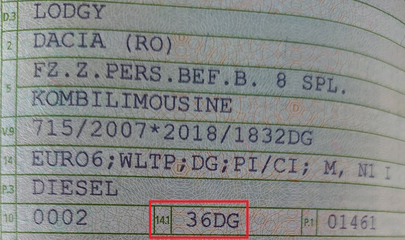 D.3 LODGY
2 DACIA (RO)
FZ.Z.PERS.BEF.B. 8 SPL.
5 KOMBILIMOUSINE
V.9 715/2007*2018/1832DG
14 EURO6;WLTP;DG;PI/CI; M, N1 I
P.3 DIESEL
10 0002 14.1 36DG P.1 01461